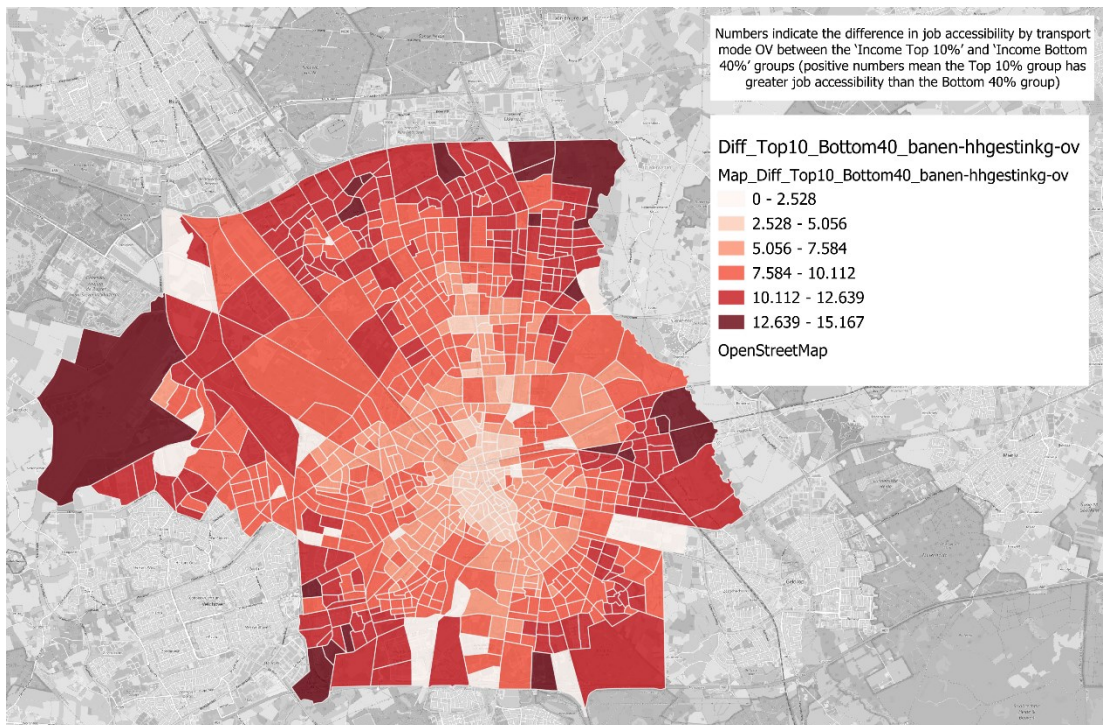 Numbers indicate the difference in job accessibility by transport
mode OV between the ‘Income Top 10%’ and ‘Income Bottom
40%’ groups (positive numbers mean the Top 10% group has
greater job accessibility than the Bottom 40% group)
Diff_Top10_Bottom40_banen-hhgestinkg-ov
Map_Diff_Top10_Bottom40_banen-hhgestinkg-ov
0 - 2.528
2.528 - 5.056
5.056 - 7.584
7.584 - 10.112
10.112 - 12.639
12.639 - 15.167
OpenStreetMap